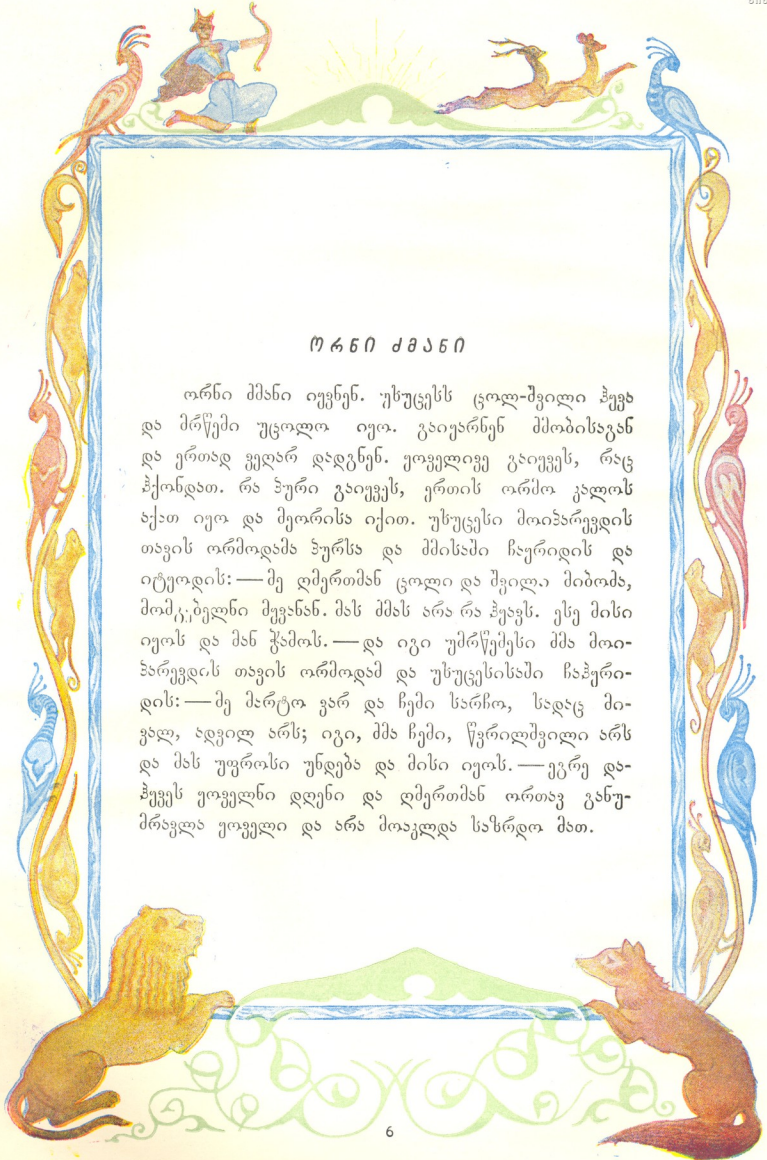 ორნი ძმანი
ორნი ძმანი იყვნენ. უხუცესს ცოლ-შვილი ჰყვა
და მრწემი უცოლო იყო. გაიყარნენ ძმობისაგან
და ერთად ვეღარ დადგნენ. ყოველივე გაიყვეს, რაც
ჰქონდათ. რა პური გაიყვეს, ერთის ორმო კალოს
აქათ იყო და მეორისა იქით. უხუცესი მოიპარევდის
თავის ორმოდამა პურსა და ძმისაში ჩაყრიდის და
იტყოდის: — მე ღმერთმან ცოლი და შვილი მიბოძა,
მომკიბელნი მყვანან. მას ძმას არა რა ჰყავს. ესე მისი
იყოს და მან ჭამოს. — და იგი უმრწემესი ძმა მოი-
პარევდის თავის ორმოდამ და უხუცესისაში ჩაჰყრი-
დის: — მე მარტო ვარ და ჩემი სარჩო, სადაც მი-
ვალ, ადვილ არს; იგი, ძმა ჩემი, წვრილშვილი არს
და მას უფროსი უნდება და მისი იყოს. — ეგრე და-
ჰყვეს ყოველნი დღენი და ღმერთმან ორთავ განუ-
მრავლა ყოველი და არა მოაკლდა საზრდო მათ.
6